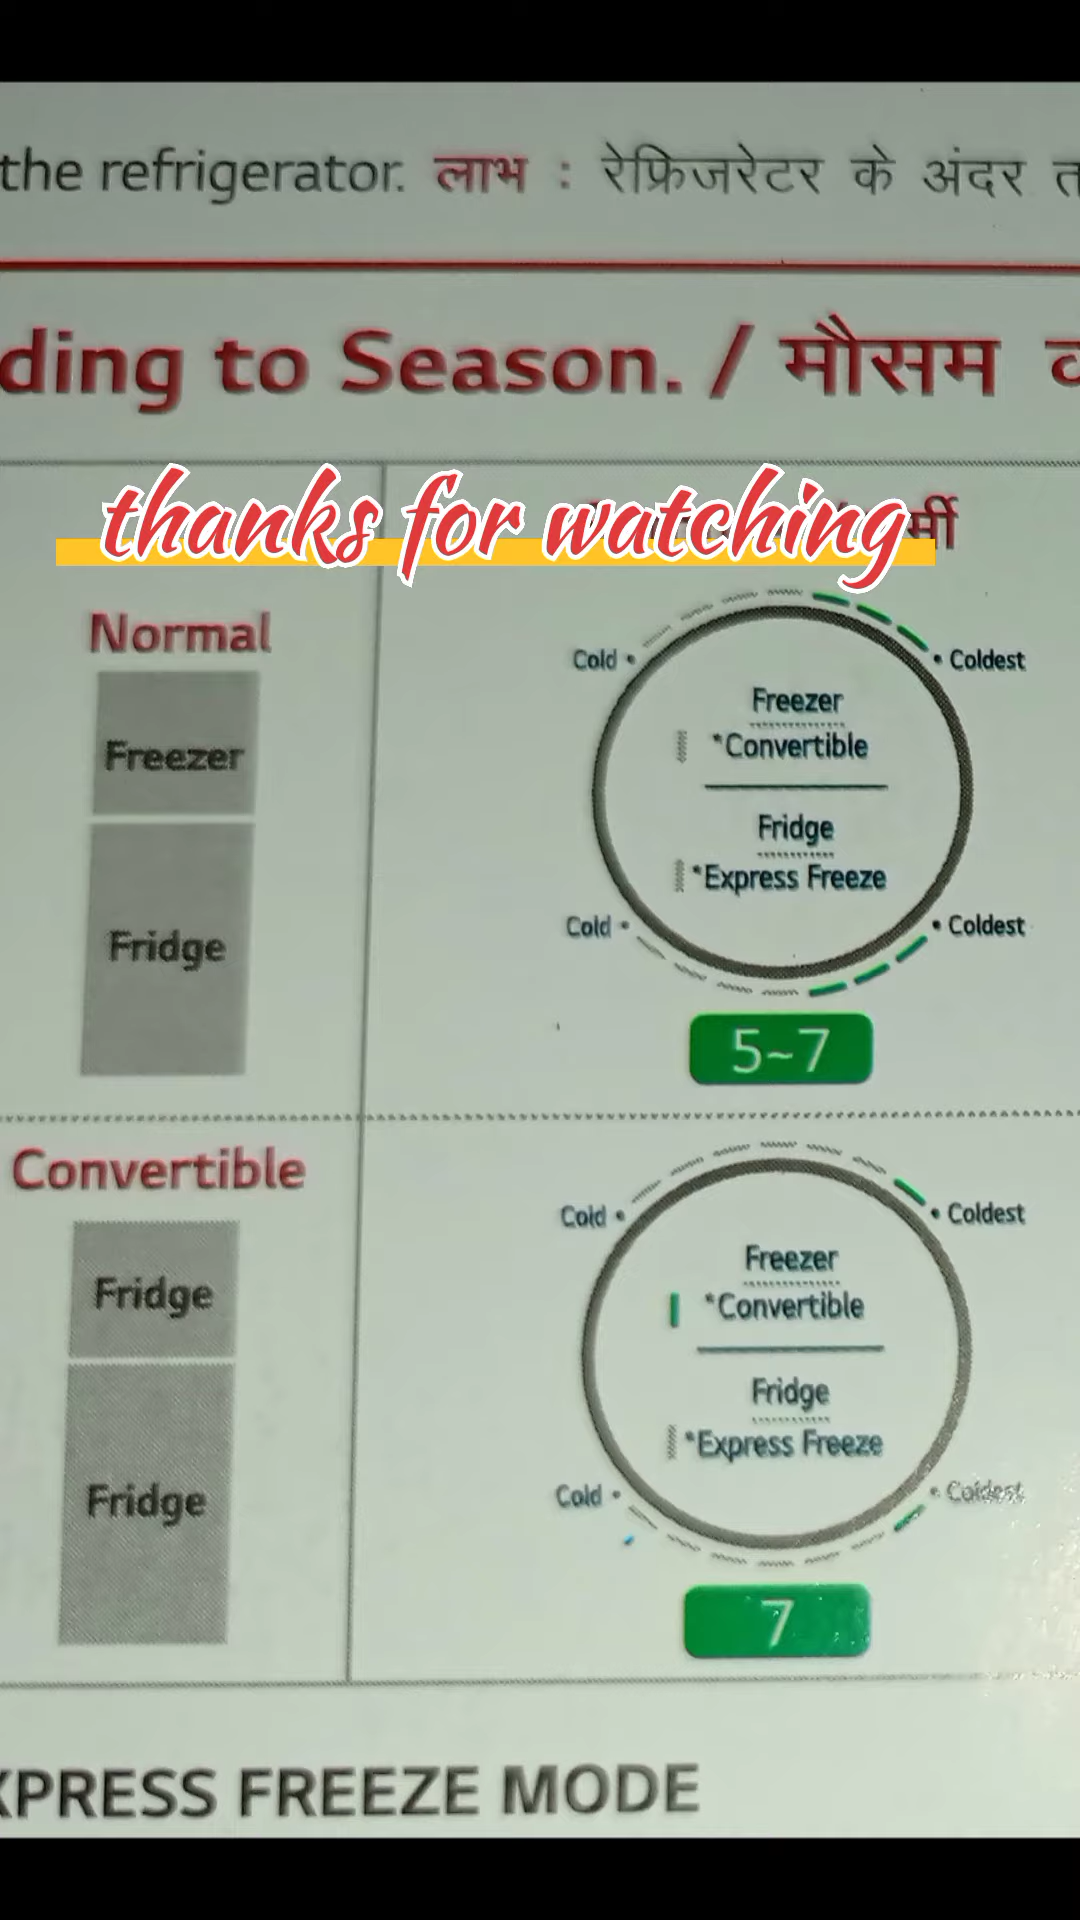 the refrigerator. लाभ : रेफ्रिजरेटर के अंदर
ding to Season. / मौसम
thanks for watching
Normal
Freezer
Fridge
Cold
Coldest
Freezer
*Convertible
Fridge
*Express Freeze
Cold
Coldest
5~7
Convertible
Fridge
Fridge
Cold
Coldest
Freezer
*Convertible
Fridge
*Express Freeze
Cold
Coldest
7
XPRESS FREEZE MODE